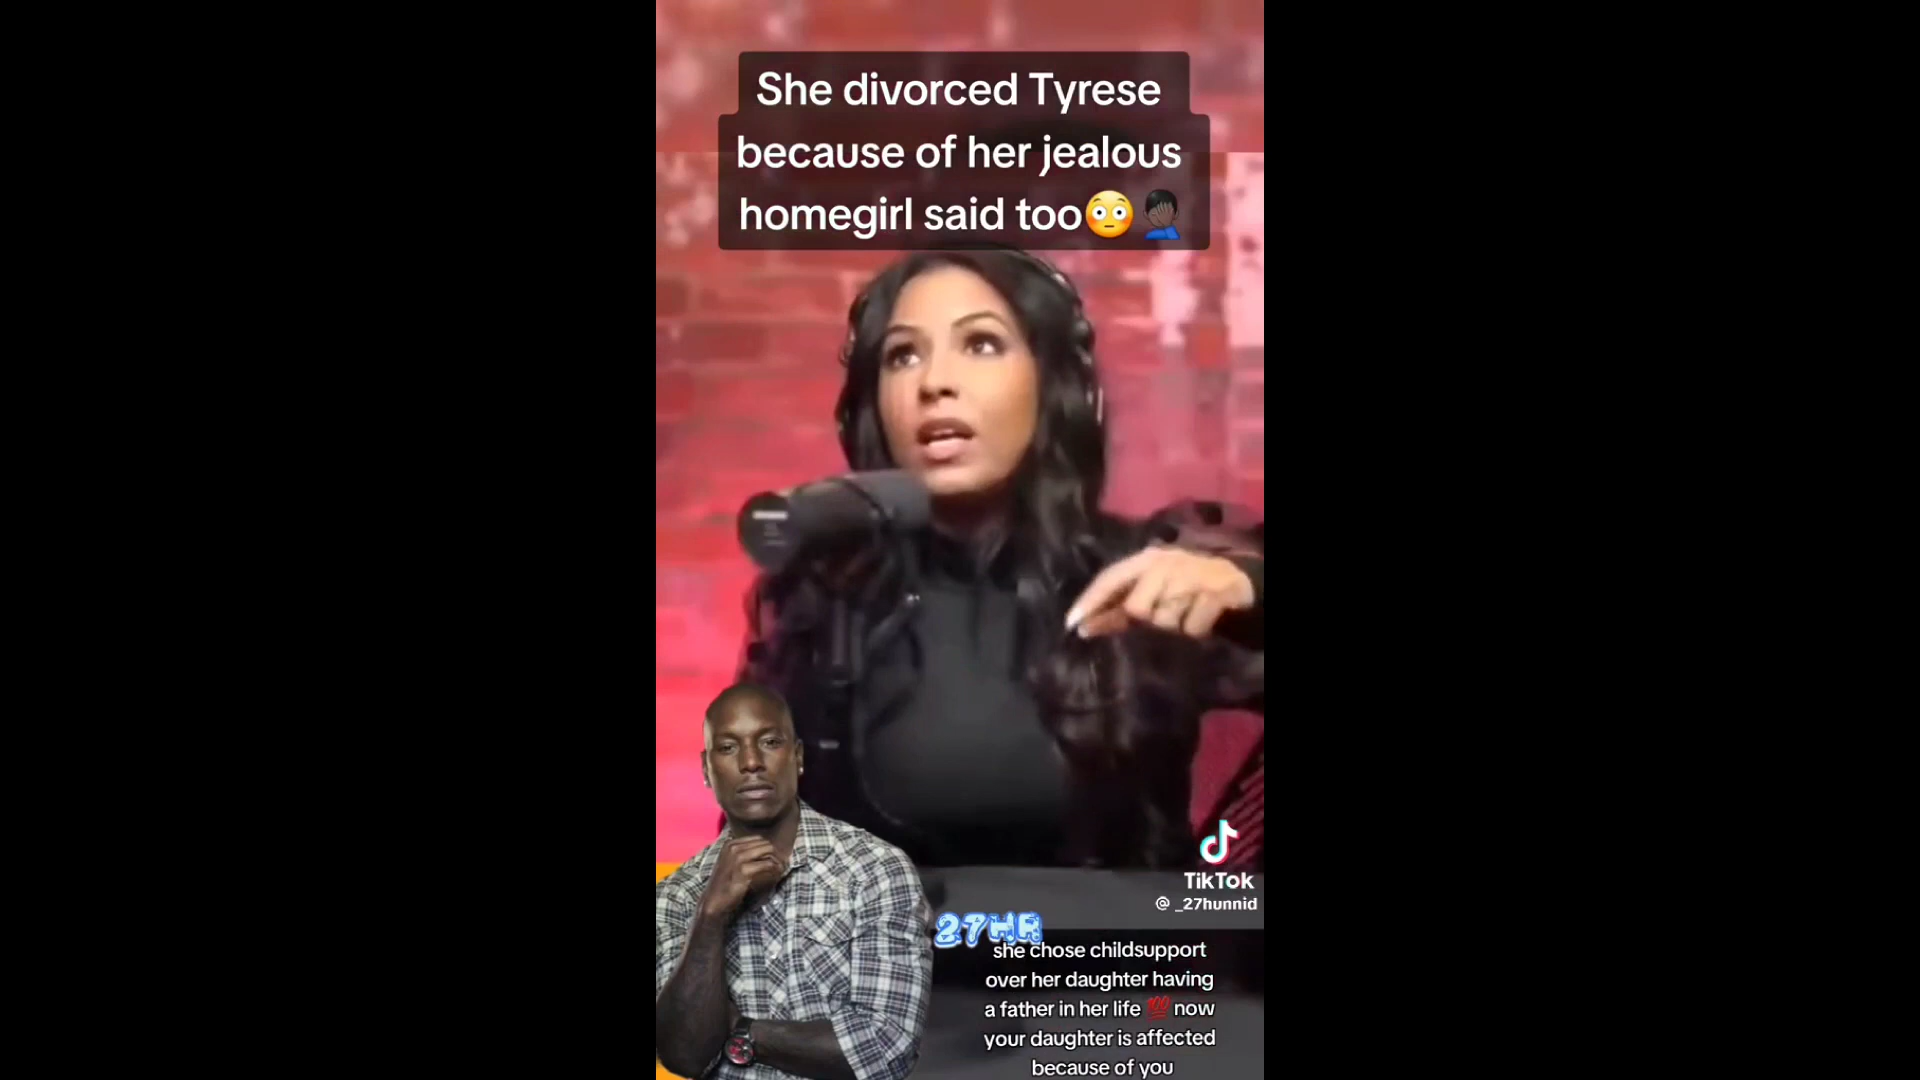 She divorced Tyrese
because of her jealous
homegirl said too😳🤦🏿‍♂️
TikTok
@ _27hunnid
27HR
she chose childsupport
over her daughter having
a father in her life 💯 now
your daughter is affected
because of you